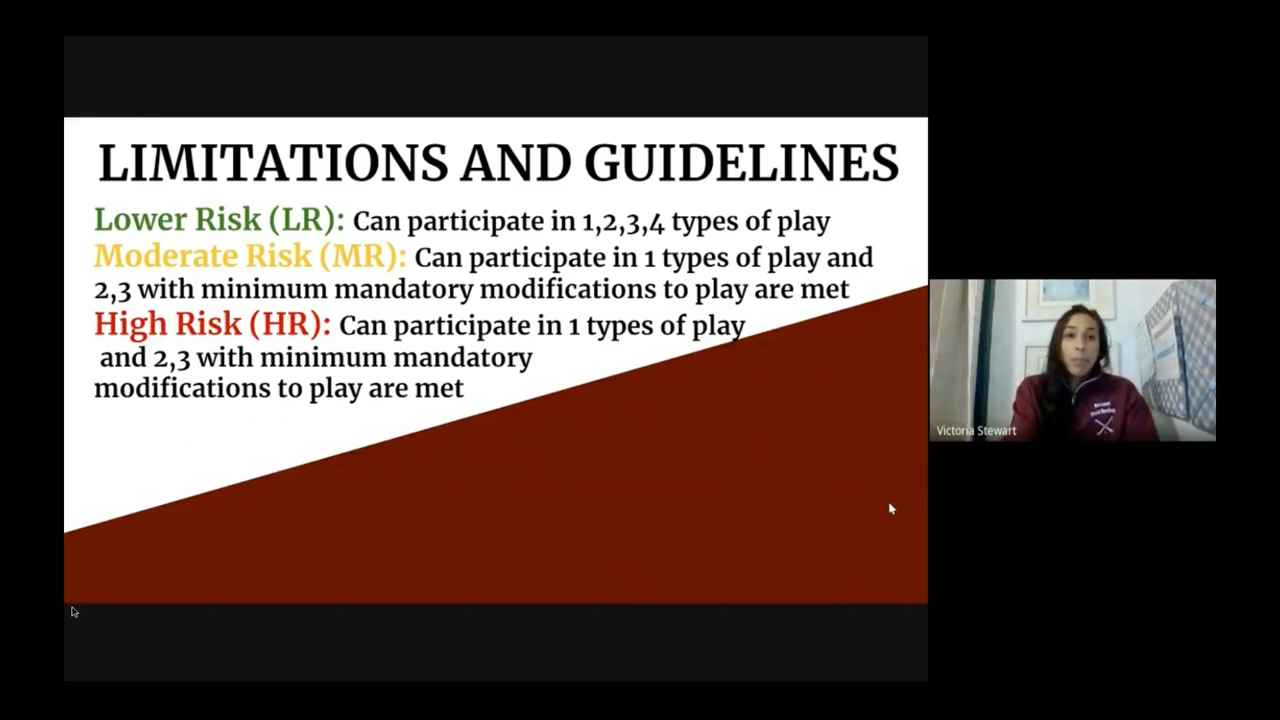 LIMITATIONS AND GUIDELINES
Lower Risk (LR): Can participate in 1,2,3,4 types of play
Moderate Risk (MR): Can participate in 1 types of play and
2,3 with minimum mandatory modifications to play are met
High Risk (HR): Can participate in 1 types of play
and 2,3 with minimum mandatory
modifications to play are met
Victoria Stewart